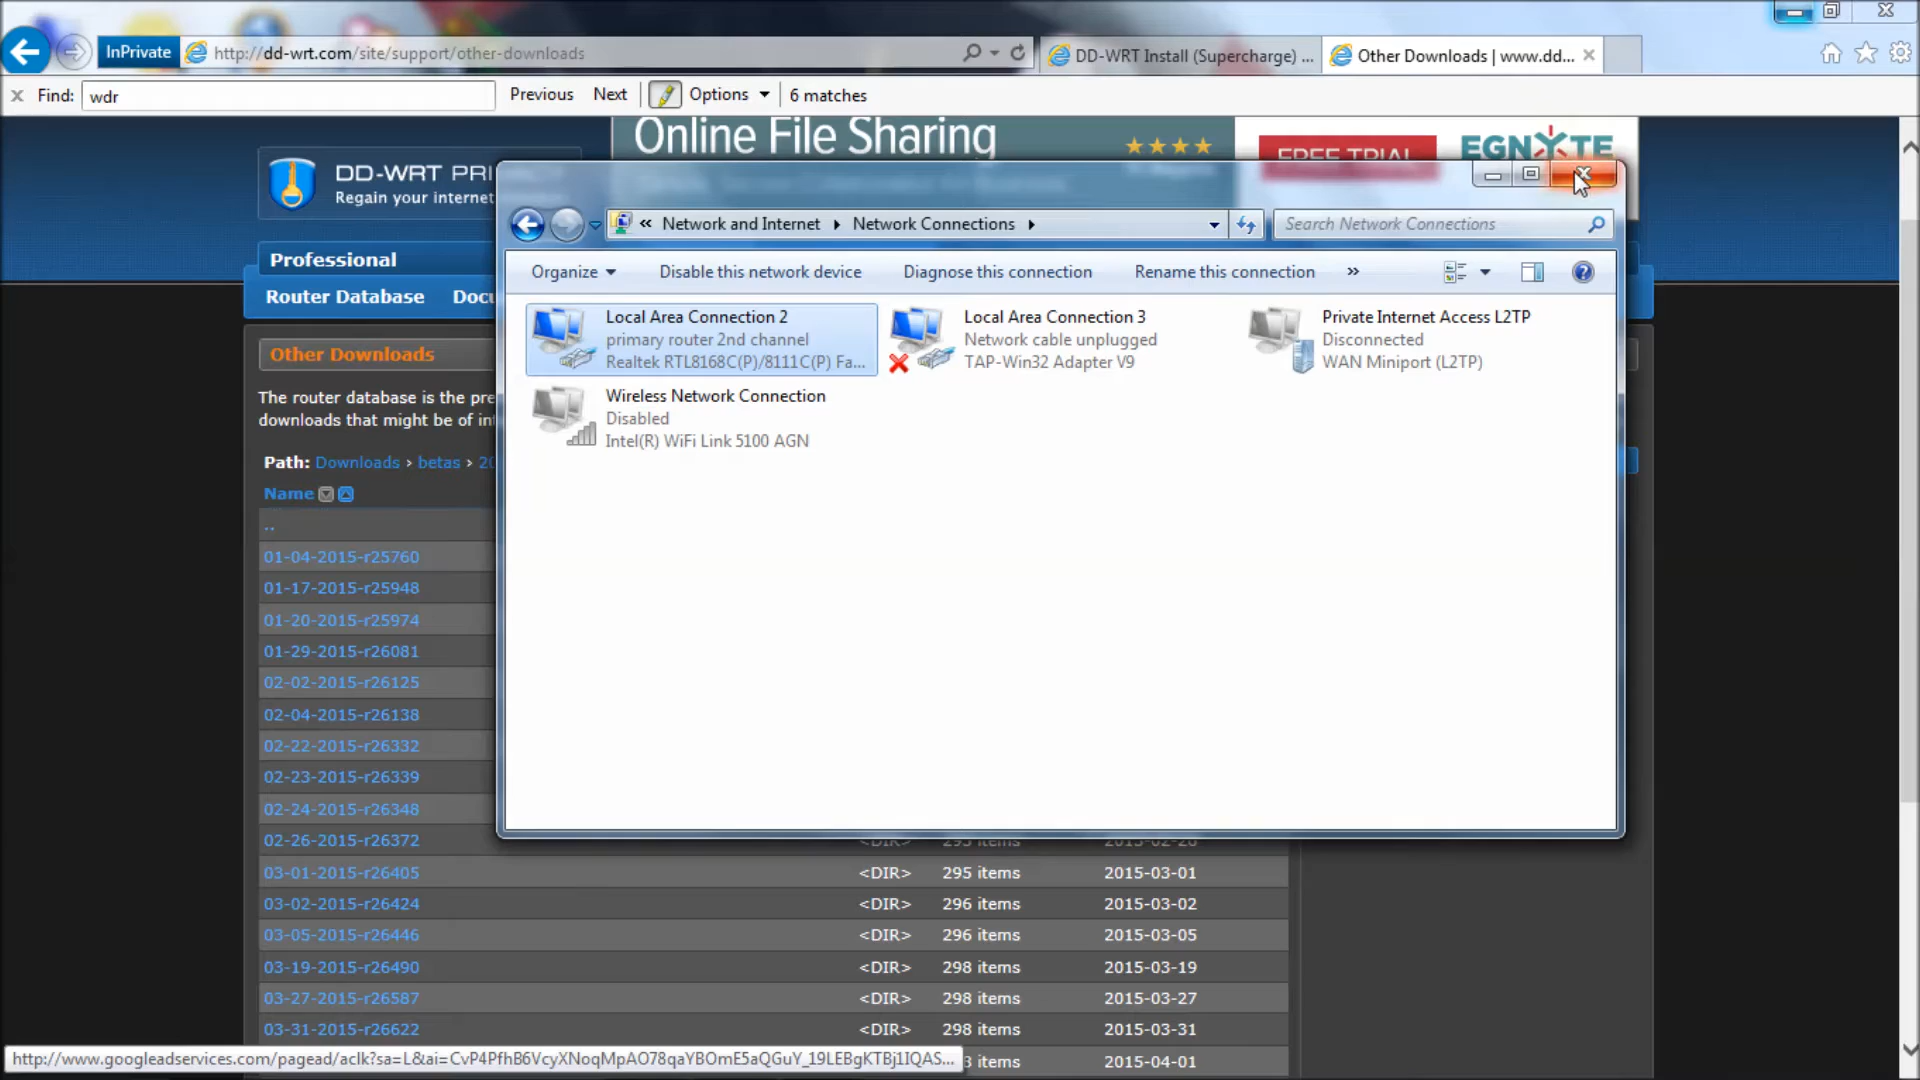 InPrivate
http://dd-wrt.com/site/support/other-downloads
DD-WRT Install (Supercharge) ...
Other Downloads | www.dd...
Find: wdr
Previous Next Options 6 matches
Online File Sharing
FREE TRIAL
EGNYTE
DD-WRT
Regain your internet
Professional
Router Database
Network and Internet
Network Connections
Search Network Connections
Organize
Disable this network device
Diagnose this connection
Rename this connection
»
Local Area Connection 2
primary router 2nd channel
Realtek RTL8168C(P)/8111C(P) Fa...
Local Area Connection 3
Network cable unplugged
TAP-Win32 Adapter V9
Private Internet Access L2TP
Disconnected
WAN Miniport (L2TP)
Wireless Network Connection
Disabled
Intel(R) WiFi Link 5100 AGN
Other Downloads
The router database is the
downloads that might be of
Path: Downloads › betas ›
Name
..
01-04-2015-r25760
01-17-2015-r25948
01-20-2015-r25974
01-29-2015-r26081
02-02-2015-r26125
02-04-2015-r26138
02-22-2015-r26332
02-23-2015-r26339
02-24-2015-r26348
02-26-2015-r26372
03-01-2015-r26405 <DIR> 295 items 2015-03-01
03-02-2015-r26424 <DIR> 296 items 2015-03-02
03-05-2015-r26446 <DIR> 296 items 2015-03-05
03-19-2015-r26490 <DIR> 298 items 2015-03-19
03-27-2015-r26587 <DIR> 298 items 2015-03-27
03-31-2015-r26622 <DIR> 298 items 2015-03-31
items 2015-04-01
http://www.googleadservices.com/pagead/aclk?sa=L&ai=CvP4PfhB6VcyXNoqMpAO78qaYBOmE5aQGuY_19LEBgKTBj1IQAS...